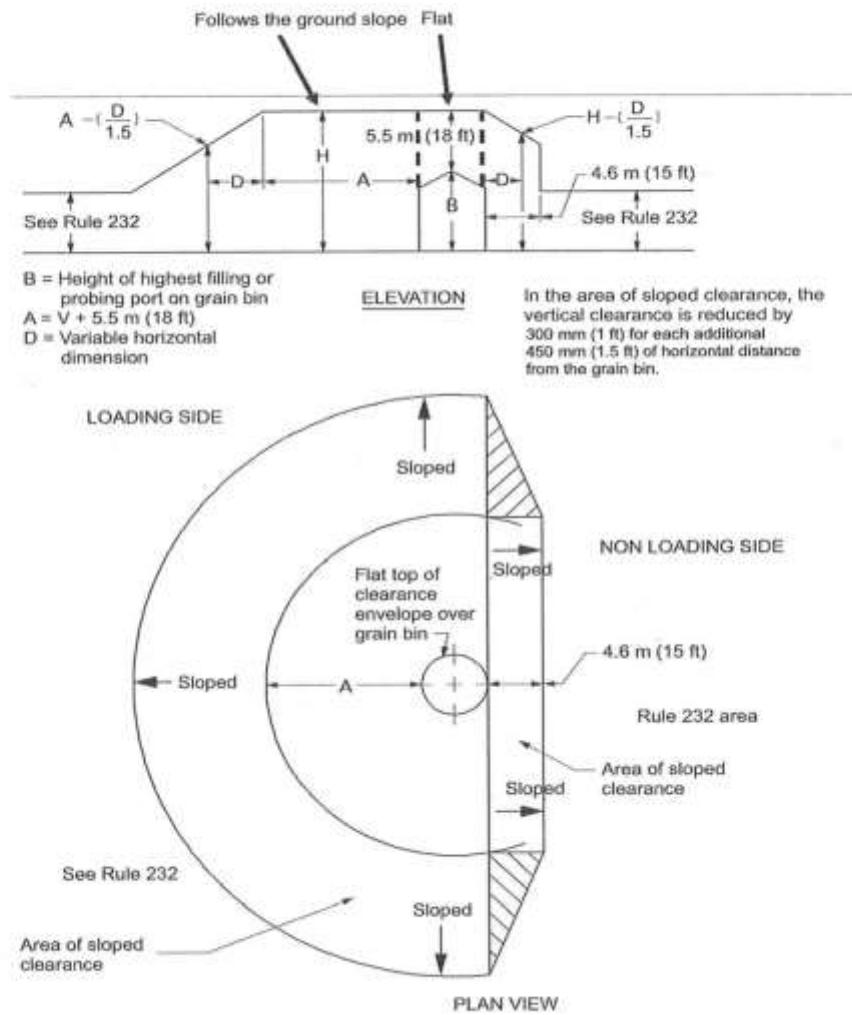 Follows the ground slope
Flat
A -(D/1.5)
5.5 m (18 ft)
H-(D/1.5)
H
D
A
B
D
4.6 m (15 ft)
See Rule 232
See Rule 232
B = Height of highest filling or
probing port on grain bin
A = V + 5.5 m (18 ft)
D = Variable horizontal
dimension
ELEVATION
In the area of sloped clearance, the
vertical clearance is reduced by
300 mm (1 ft) for each additional
450 mm (1.5 ft) of horizontal distance
from the grain bin.
LOADING SIDE
Sloped
NON LOADING SIDE
Sloped
Flat top of
clearance
envelope over
grain bin
4.6 m (15 ft)
Sloped
A
Rule 232 area
Area of sloped
clearance
Sloped
See Rule 232
Sloped
Area of sloped
clearance
PLAN VIEW